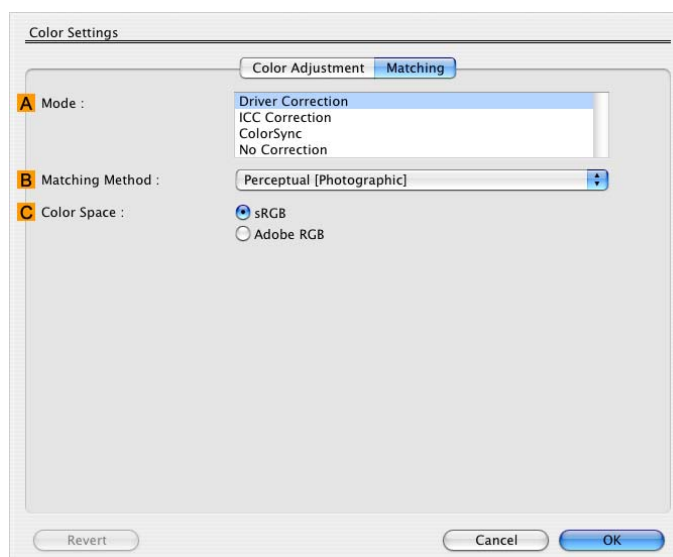 Color Settings
Color Adjustment Matching
A Mode : Driver Correction
ICC Correction
ColorSync
No Correction
B Matching Method : Perceptual [Photographic]
C Color Space : sRGB
Adobe RGB
Revert Cancel OK